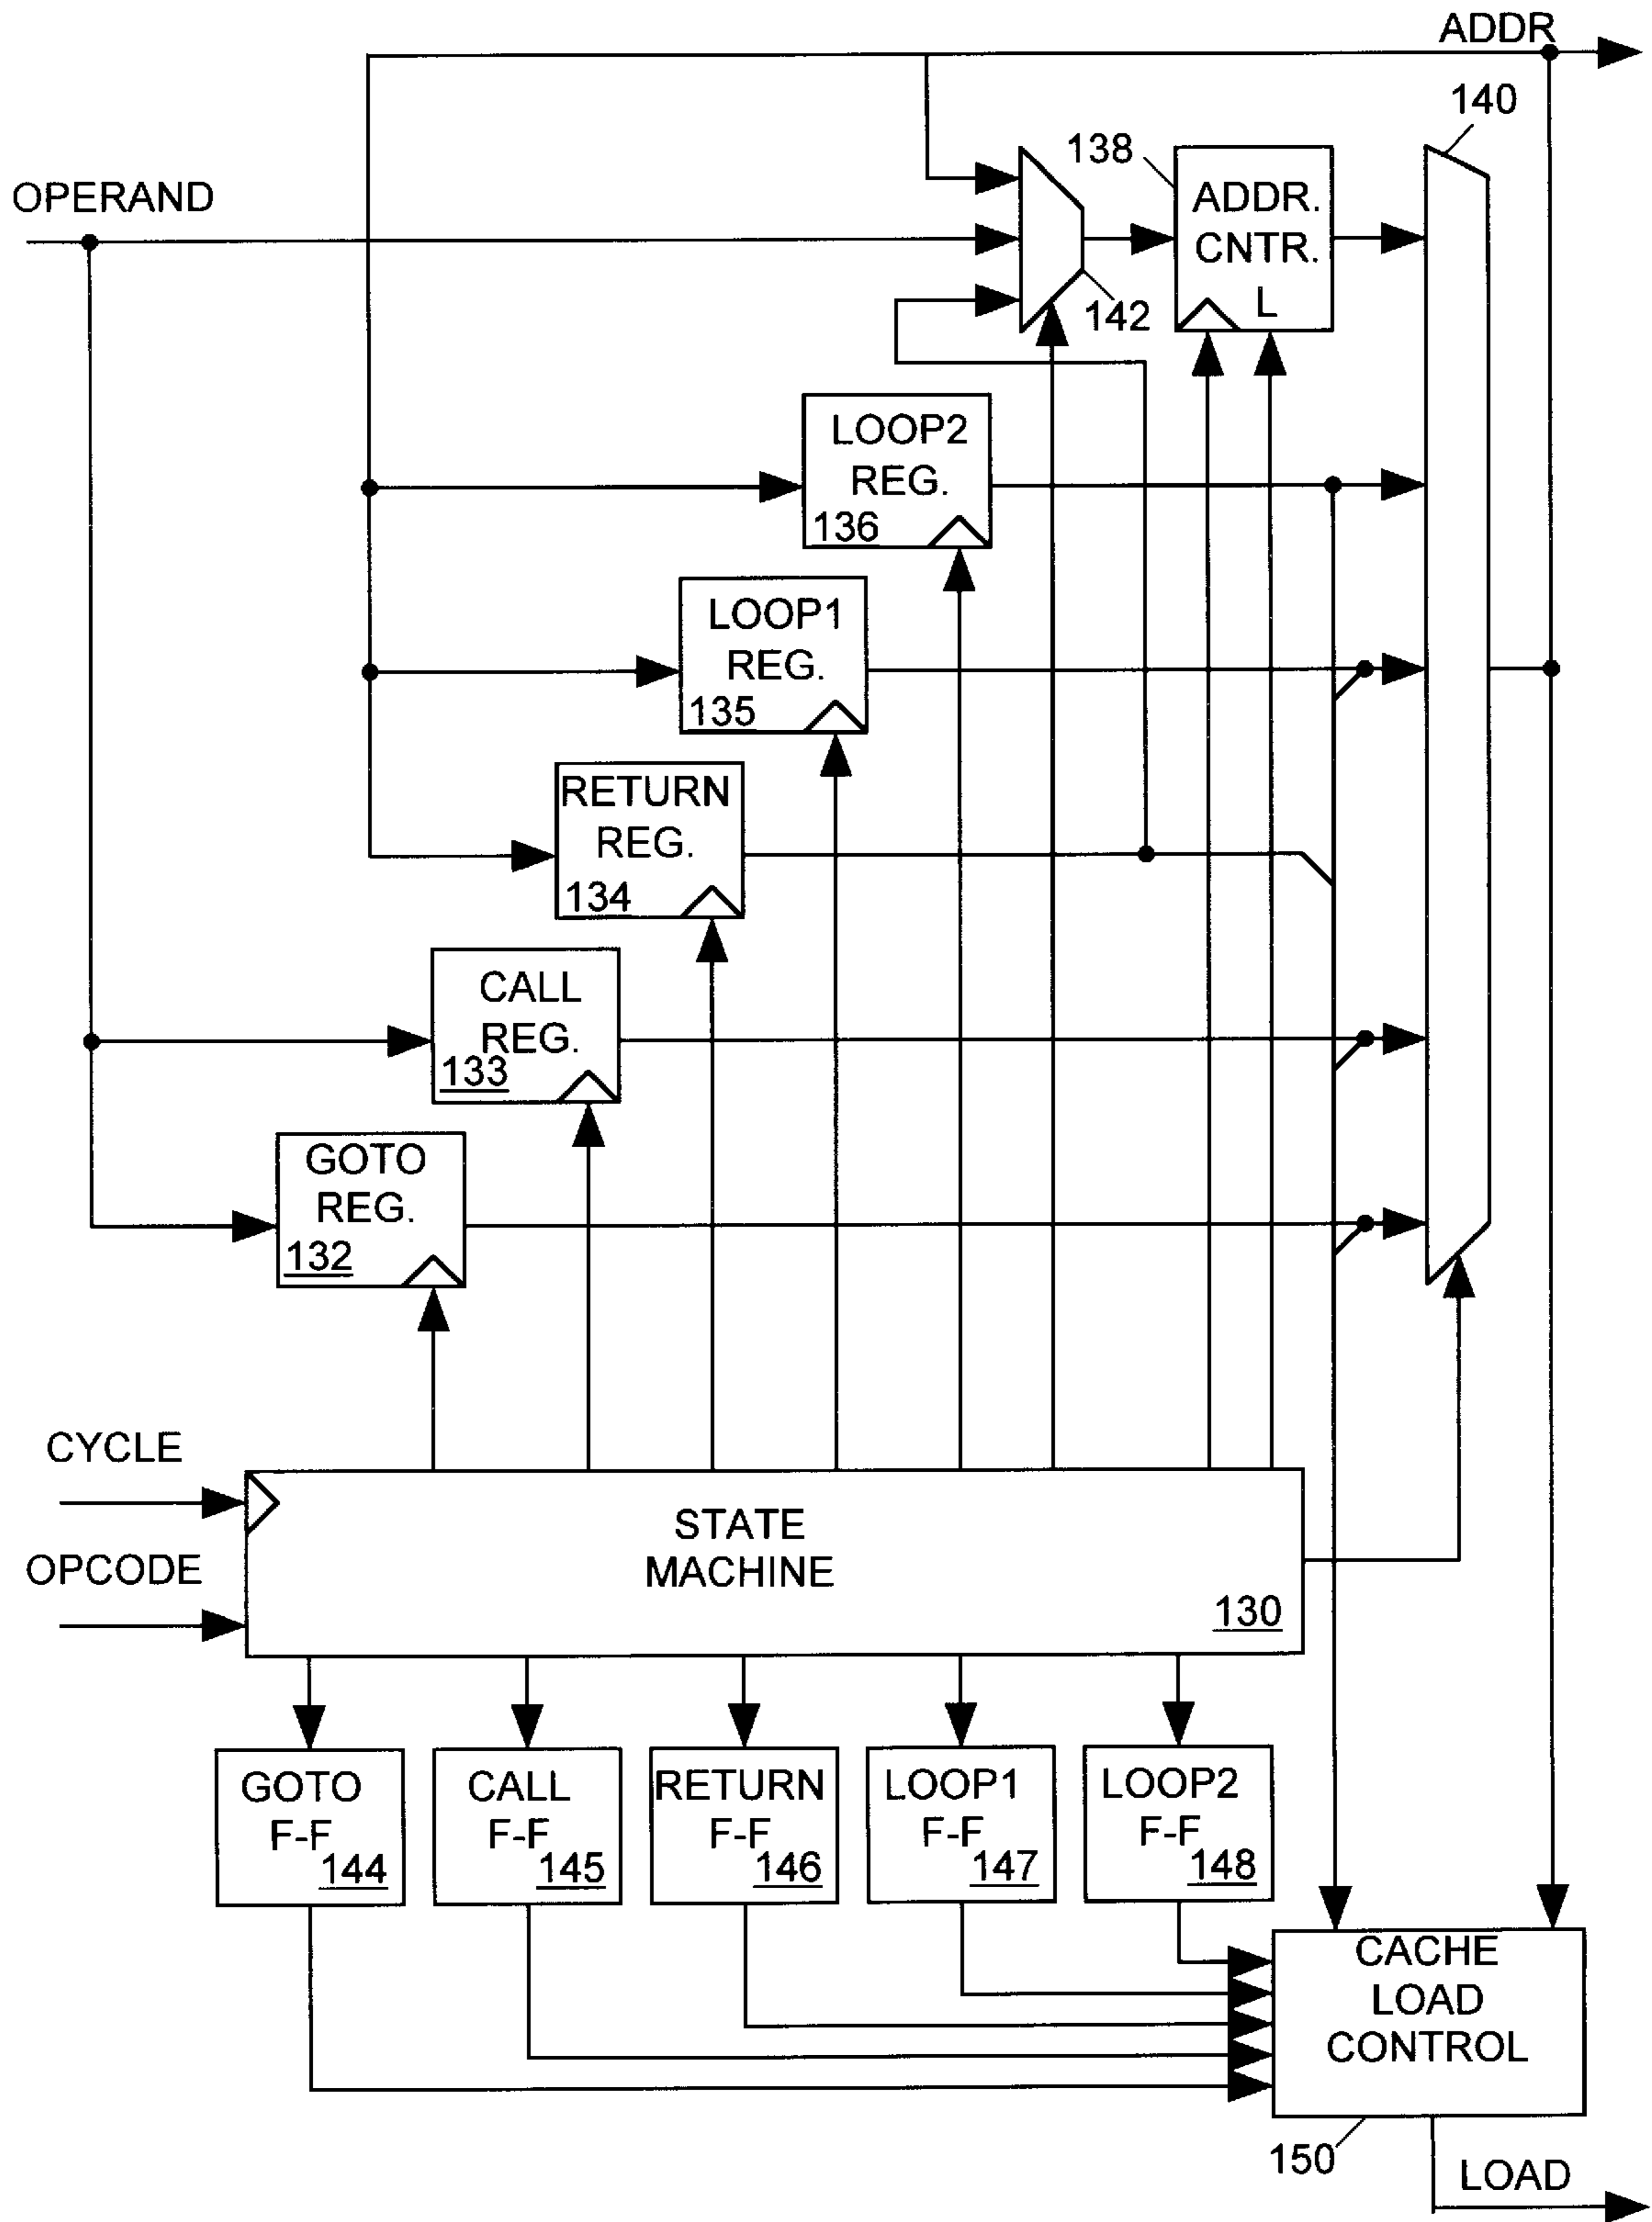 ADDR
140
138
OPERAND
ADDR.
CNTR.
L
142
LOOP2
REG.
136
LOOP1
REG.
135
RETURN
REG.
134
CALL
REG.
133
GOTO
REG.
132
CYCLE
STATE
MACHINE
OPCODE
130
GOTO
F-F
144
CALL
F-F
145
RETURN
F-F
146
LOOP1
F-F
147
LOOP2
F-F
148
CACHE
LOAD
CONTROL
150
LOAD